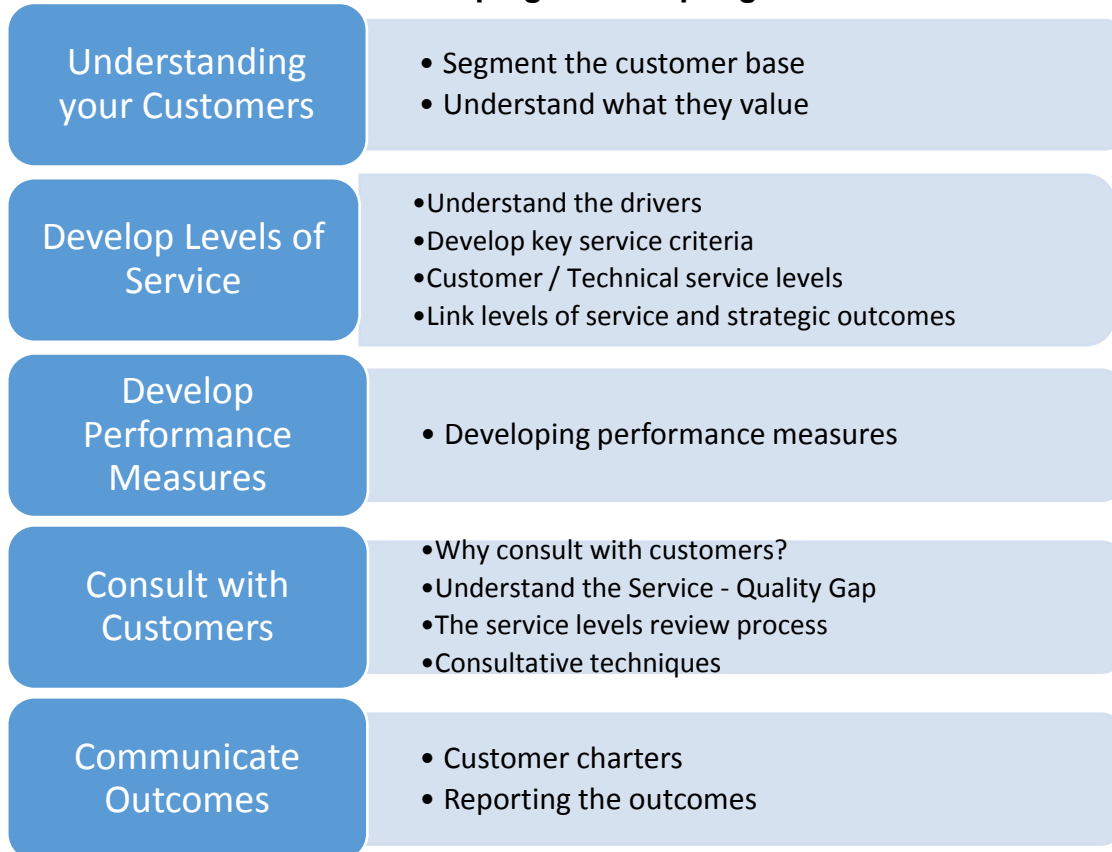 Understanding
your Customers
• Segment the customer base
• Understand what they value
Develop Levels of
Service
•Understand the drivers
•Develop key service criteria
•Customer / Technical service levels
•Link levels of service and strategic outcomes
Develop
Performance
Measures
• Developing performance measures
Consult with
Customers
•Why consult with customers?
•Understand the Service - Quality Gap
•The service levels review process
•Consultative techniques
Communicate
Outcomes
• Customer charters
• Reporting the outcomes